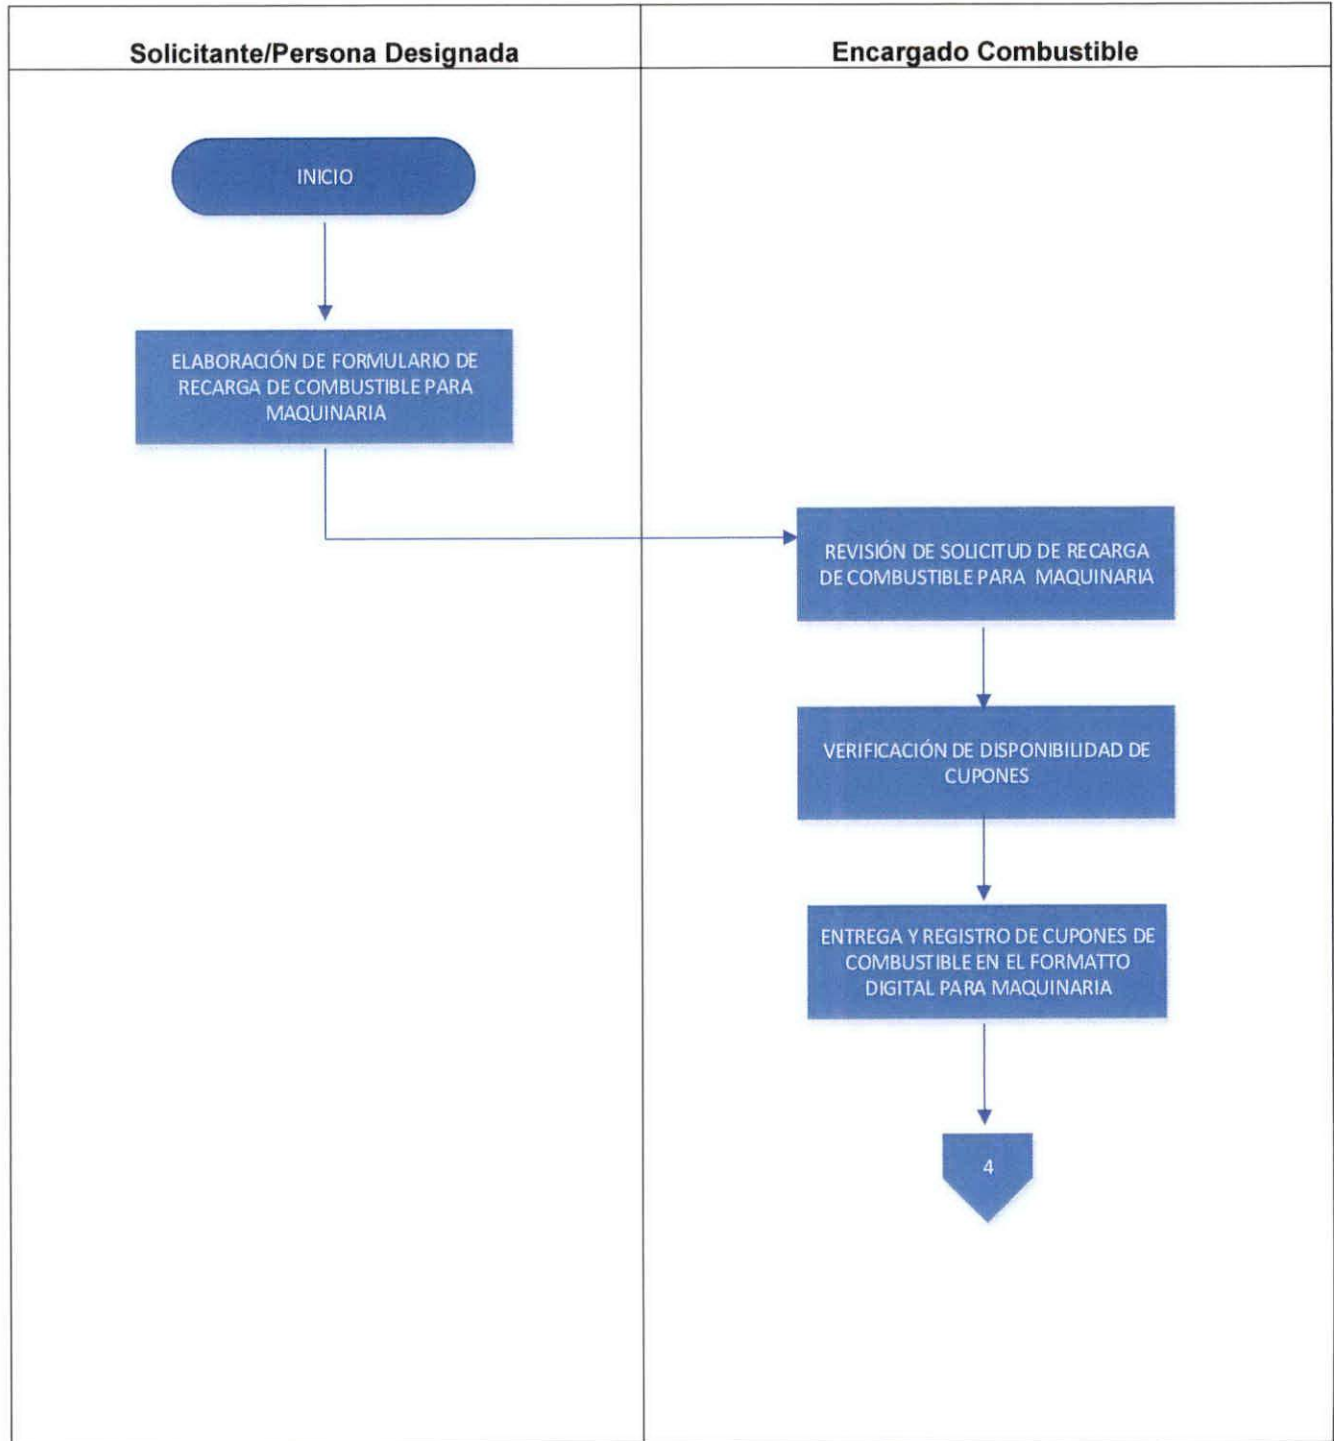 Solicitante/Persona Designada
Encargado Combustible
INICIO
ELABORACIÓN DE FORMULARIO DE
RECARGA DE COMBUSTIBLE PARA
MAQUINARIA
REVISIÓN DE SOLICITUD DE RECARGA
DE COMBUSTIBLE PARA MAQUINARIA
VERIFICACIÓN DE DISPONIBILIDAD DE
CUPONES
ENTREGA Y REGISTRO DE CUPONES DE
COMBUSTIBLE EN EL FORMATTO
DIGITAL PARA MAQUINARIA
4